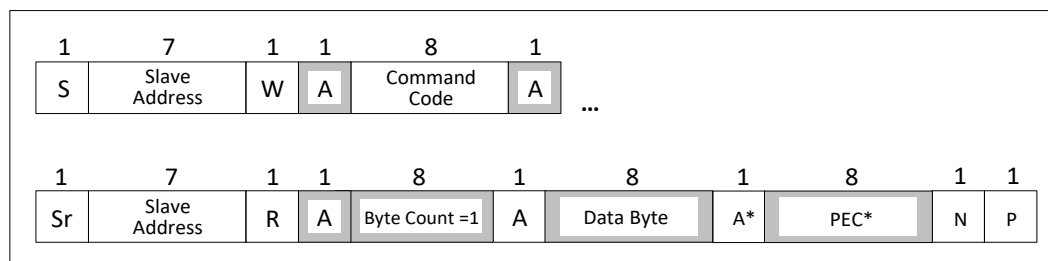 1 7 1 1 8 1
S Slave Address W A Command Code A ...
1 7 1 1 8 1 8 1 8 1 1
Sr Slave Address R A Byte Count =1 A Data Byte A* PEC* N P